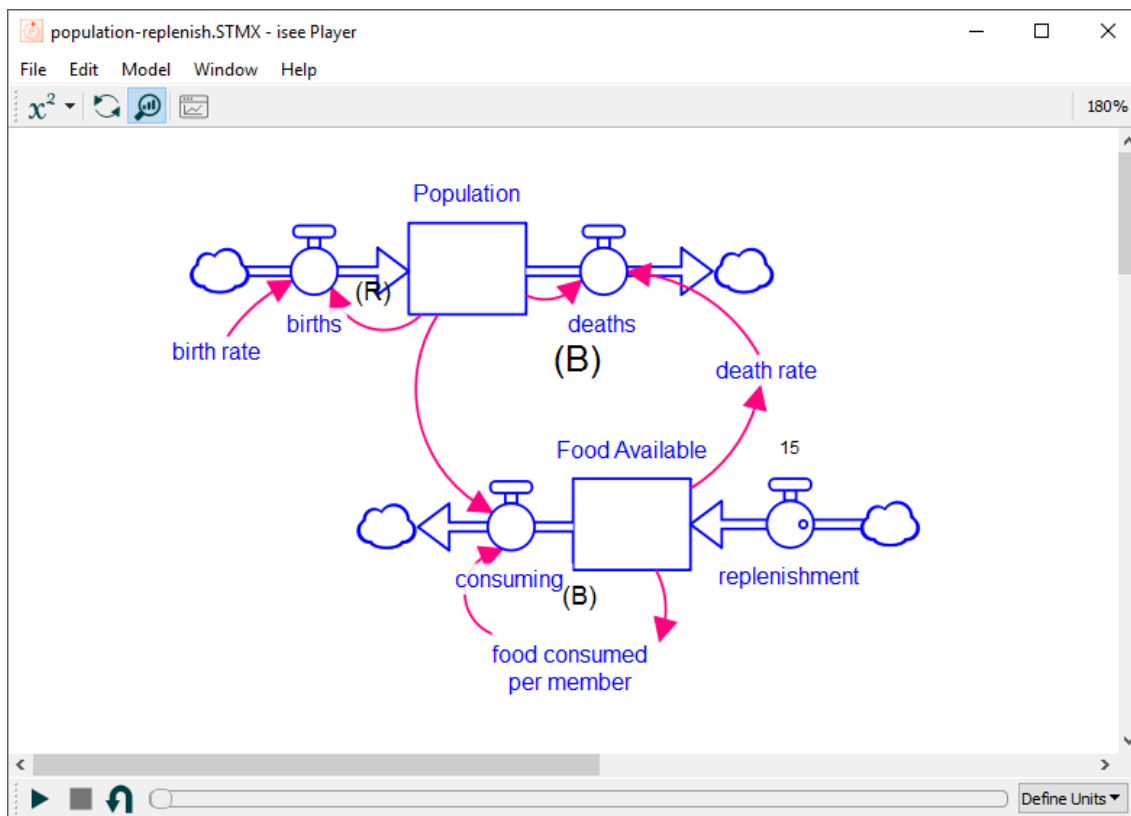 population-replenish.STMX - isee Player
File Edit Model Window Help
x² 180%
Population
(R)
births deaths
birth rate (B) death rate
Food Available 15
consuming (B) replenishment
food consumed
per member
Define Units